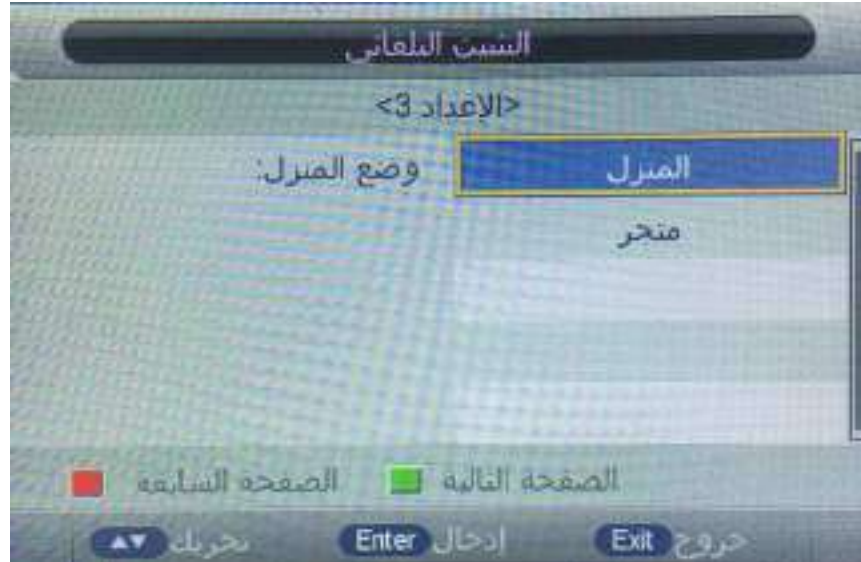 التثبيت التلقائي
<الإعداد 3>
وضع المنزل: المنزل
متجر
الصفحة السابقة الصفحة التالية
تحريك إدخال Enter خروج Exit